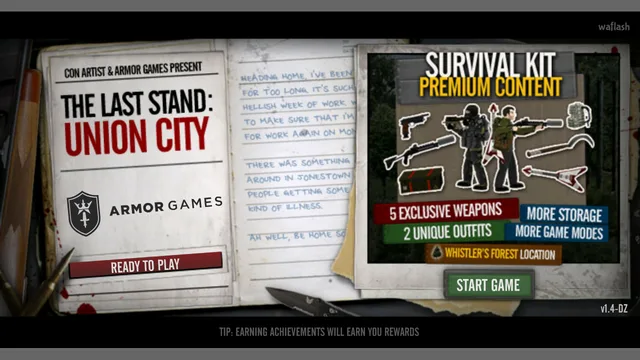 waflash
CON ARTIST & ARMOR GAMES PRESENT
THE LAST STAND:
UNION CITY
ARMOR GAMES
READY TO PLAY
HEADING HOME, I'VE BEEN
FOR TOO LONG. IT'S SUCH
HELLISH WEEK OF WORK
TO MAKE SURE THAT I'M
FOR WORK AGAIN ON MON
THERE WAS SOMETHING
AROUND IN JONESTOWN
PEOPLE GETTING SOME
KIND OF ILLNESS.
AH WELL, BE HOME SO
SURVIVAL KIT
PREMIUM CONTENT
5 EXCLUSIVE WEAPONS
MORE STORAGE
2 UNIQUE OUTFITS
MORE GAME MODES
WHISTLER'S FOREST LOCATION
START GAME
v1.4-DZ
TIP: EARNING ACHIEVEMENTS WILL EARN YOU REWARDS